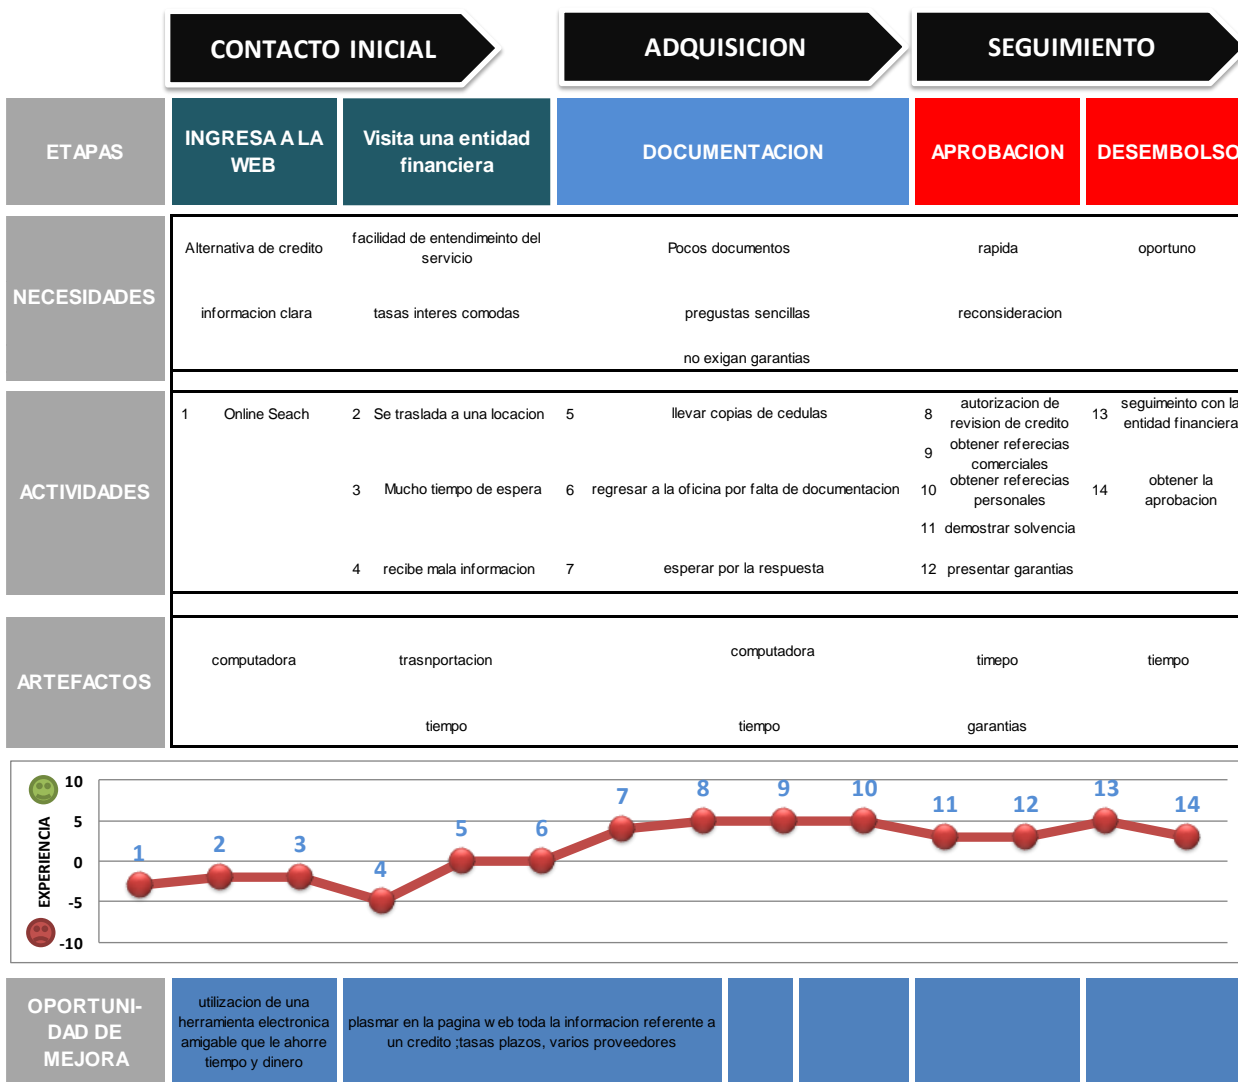 CONTACTO INICIAL
ADQUISICION
SEGUIMIENTO
ETAPAS
INGRESA A LA
WEB
Visita una entidad
financiera
DOCUMENTACION
APROBACION
DESEMBOLSO
NECESIDADES
Alternativa de credito
facilidad de entendimeinto del
servicio
Pocos documentos
rapida
oportuno
informacion clara
tasas interes comodas
pregustas sencillas
reconsideracion
no exigan garantias
ACTIVIDADES
1 Online Seach
2 Se traslada a una locacion
5 llevar copias de cedulas
8 autorizacion de
revision de credito
13 seguimeinto con la
entidad financiera
9 obtener referecias
comerciales
3 Mucho tiempo de espera
6 regresar a la oficina por falta de documentacion
10 obtener referecias
personales
14 obtener la
aprobacion
11 demostrar solvencia
4 recibe mala informacion
7 esperar por la respuesta
12 presentar garantias
ARTEFACTOS
computadora
trasnportacion
computadora
timepo
tiempo
tiempo
tiempo
garantias
EXPERIENCIA
10
5
0
-5
-10
1
2
3
4
5
6
7
8
9
10
11
12
13
14
OPORTUNI-
DAD DE
MEJORA
utilizacion de una
herramienta electronica
amigable que le ahorre
tiempo y dinero
plasmar en la pagina web toda la informacion referente a
un credito ;tasas plazos, varios proveedores